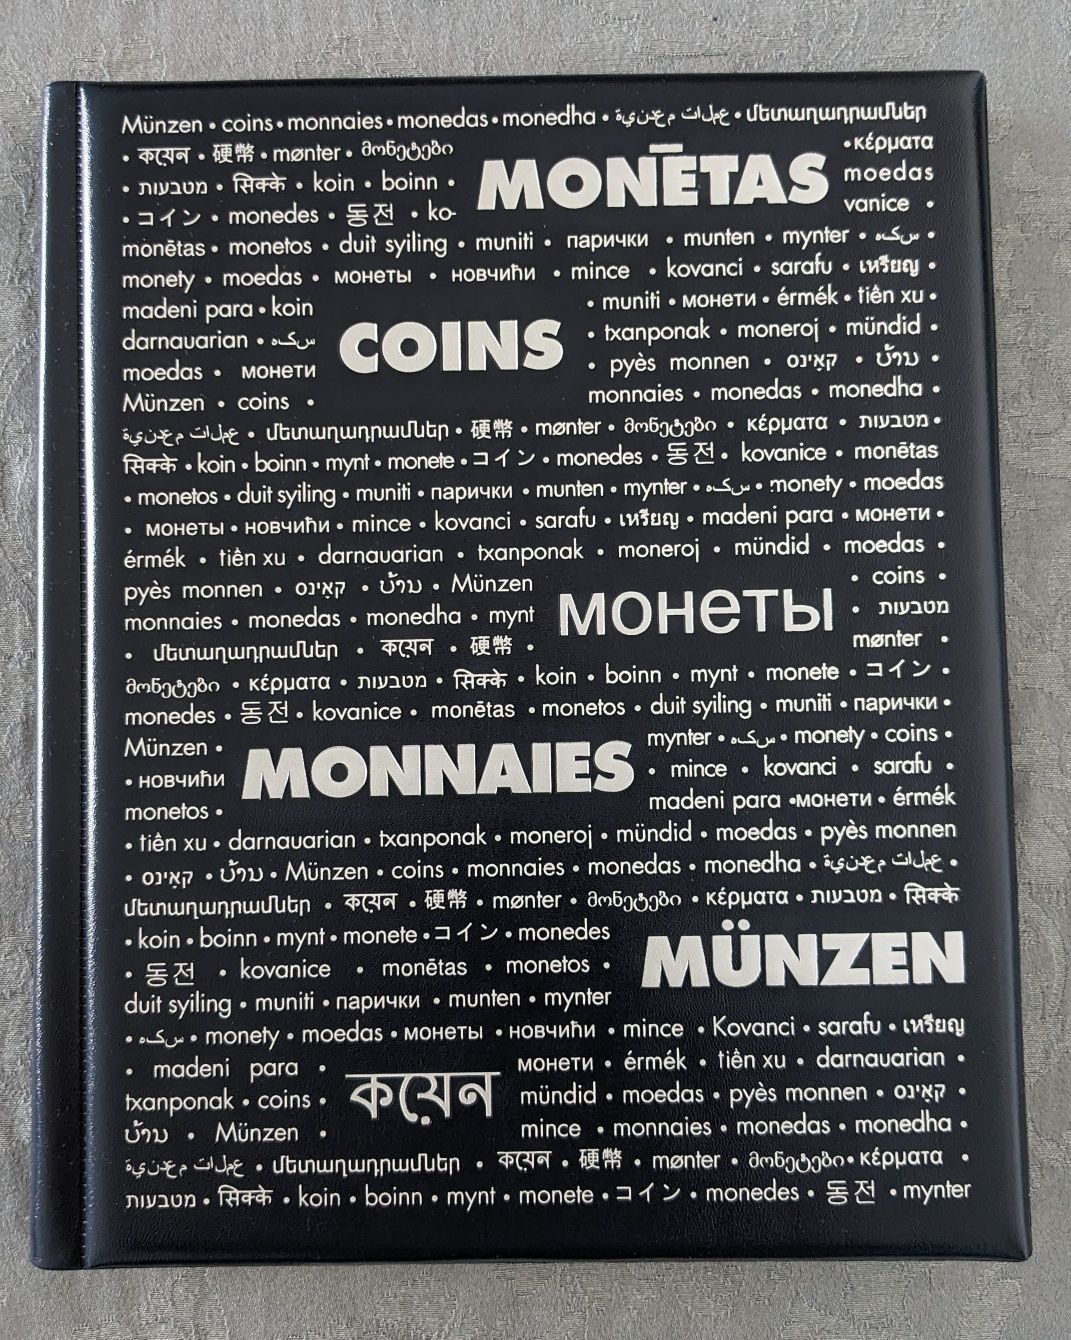 Münzen • coins • monnaies • monedas • monedha • عملات معدنية • մետաղադրամներ
• কয়েন • 硬幣 • mønter • მონეტები
•κέρματα
• מטבעות • सिक्के • koin • boinn •
MONĒTAS
moedas
• コイン • monedes • 동전 • ko-
vanice •
monētas • monetos • duit syiling • muniti • парички • munten • mynter • سکه •
monety • moedas • монеты • новчићи • mince • kovanci • sarafu • เหรียญ •
madeni para • koin
• muniti • монети • érmék • tiền xu •
darnauarian • سکه
COINS
• txanponak • moneroj • mündid •
moedas • монети
• pyès monnen • קאָינס • บ้าบ •
Münzen • coins •
monnaies • monedas • monedha •
عملات معدنية • մետաղադրամներ • 硬幣 • mønter • მონეტები • κέρματα • מטבעות •
सिक्के • koin • boinn • mynt • monete • コイン • monedes • 동전 • kovanice • monētas
• monetos • duit syiling • muniti • парички • munten • mynter • سکه • monety • moedas
• монеты • новчићи • mince • kovanci • sarafu • เหรียญ • madeni para • монети •
érmék • tiền xu • darnauarian • txanponak • moneroj • mündid • moedas •
pyès monnen • קאָינס • บ้าบ • Münzen
• coins •
monnaies • monedas • monedha • mynt
монеты
• מטבעות
• մետաղադրամներ • কয়েন • 硬幣 •
mønter •
მონეტები • κέρματα • מטבעות • सिक्के • koin • boinn • mynt • monete • コイン •
monedes • 동전 • kovanice • monētas • monetos • duit syiling • muniti • парички •
Münzen •
mynter • سکه • monety • coins •
• новчићи
MONNAIES
• mince • kovanci • sarafu •
monetos •
madeni para •монети • érmék
• tiền xu • darnauarian • txanponak • moneroj • mündid • moedas • pyès monnen
• קאָינס • บ้าบ • Münzen • coins • monnaies • monedas • monedha • عملات معدنية •
մետաղադրամներ • কয়েন • 硬幣 • mønter • მონეტები • κέρματα • מטבעות • सिक्के
• koin • boinn • mynt • monete • コイン • monedes
• 동전 • kovanice • monētas • monetos •
MÜNZEN
duit syiling • muniti • парички • munten • mynter
• سکه • monety • moedas • монеты • новчићи • mince • Kovanci • sarafu • เหรียญ
• madeni para •
монети • érmék • tiền xu • darnauarian •
txanponak • coins •
কয়েন
mündid • moedas • pyès monnen • קאָינס •
บ้าบ • Münzen •
mince • monnaies • monedas • monedha •
عملات معدنية • մետաղադրամներ • কয়েন • 硬幣 • mønter • მონეტები• κέρματα •
מטבעות • सिक्के • koin • boinn • mynt • monete • コイン • monedes • 동전 • mynter